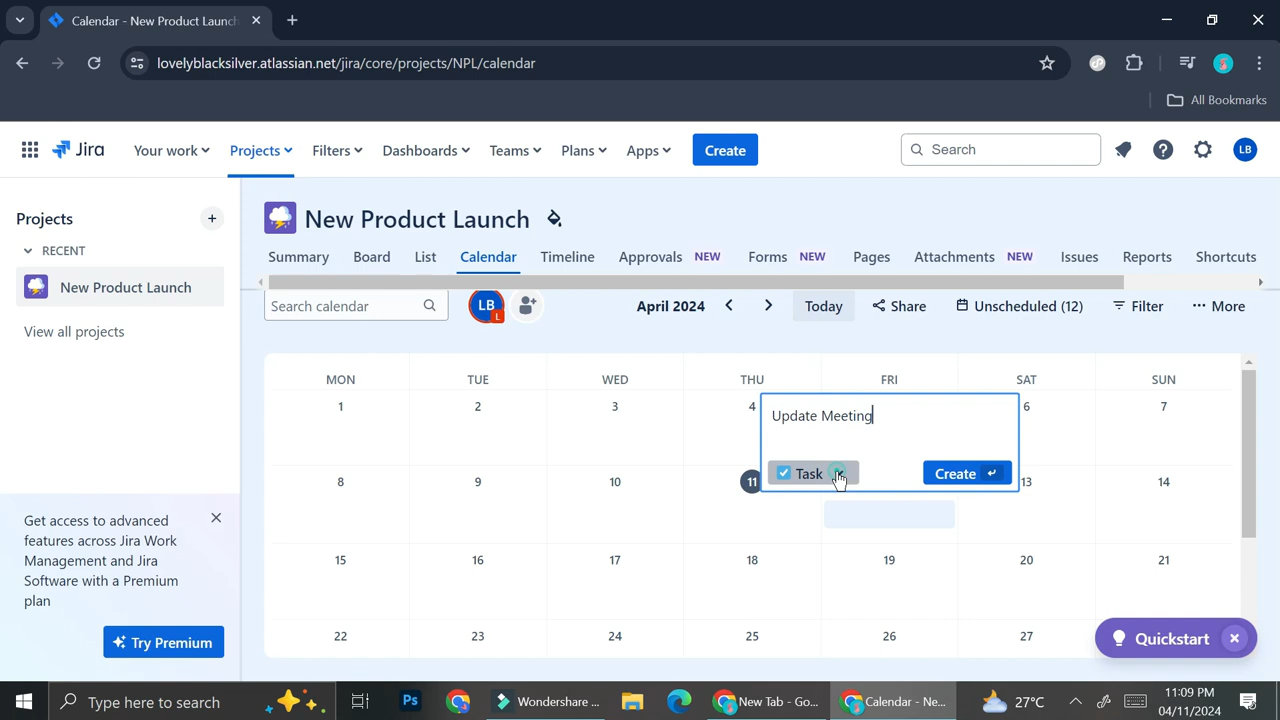 Calendar - New Product Launch
lovelyblacksilver.atlassian.net/jira/core/projects/NPL/calendar
All Bookmarks
Jira
Your work
Projects
Filters
Dashboards
Teams
Plans
Apps
Create
Search
LB
Projects
RECENT
New Product Launch
View all projects
Get access to advanced
features across Jira Work
Management and Jira
Software with a Premium
plan
Try Premium
New Product Launch
Summary
Board
List
Calendar
Timeline
Approvals NEW
Forms NEW
Pages
Attachments NEW
Issues
Reports
Shortcuts
Search calendar
LB
L
April 2024
Today
Share
Unscheduled (12)
Filter
More
MON TUE WED THU FRI SAT SUN
1 2 3 4 6 7
Update Meeting
Task
Create
8 9 10 11 13 14
15 16 17 18 19 20 21
22 23 24 25 26 27
Quickstart
Type here to search
Ps
Wondershare ...
New Tab - Go...
Calendar - Ne...
27°C
11:09 PM
04/11/2024